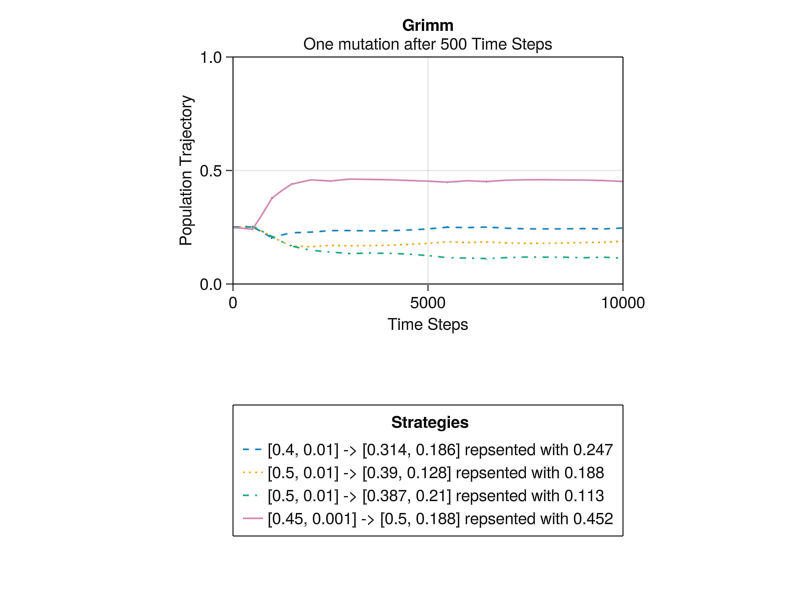 Grimm
One mutation after 500 Time Steps
1.0
0.5
0.0
Population Trajectory
0
5000
10000
Time Steps
Strategies
[0.4, 0.01] -> [0.314, 0.186] repsented with 0.247
[0.5, 0.01] -> [0.39, 0.128] repsented with 0.188
[0.5, 0.01] -> [0.387, 0.21] repsented with 0.113
[0.45, 0.001] -> [0.5, 0.188] repsented with 0.452